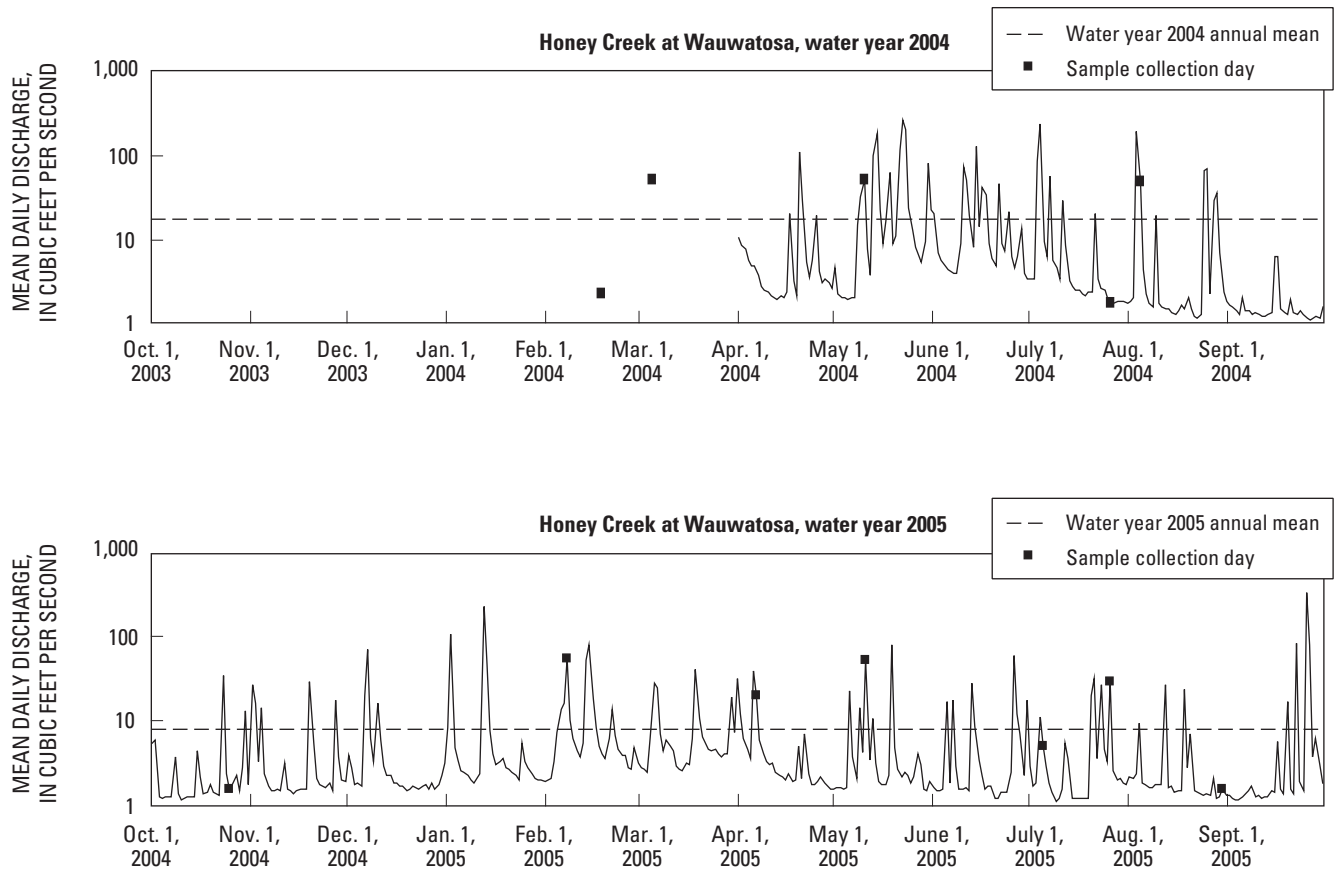 Honey Creek at Wauwatosa, water year 2004
Water year 2004 annual mean
Sample collection day
MEAN DAILY DISCHARGE,
IN CUBIC FEET PER SECOND
1,000
100
10
1
Oct. 1, Nov. 1, Dec. 1, Jan. 1, Feb. 1, Mar. 1, Apr. 1, May 1, June 1, July 1, Aug. 1, Sept. 1,
2003 2003 2003 2004 2004 2004 2004 2004 2004 2004 2004 2004
Honey Creek at Wauwatosa, water year 2005
Water year 2005 annual mean
Sample collection day
MEAN DAILY DISCHARGE,
IN CUBIC FEET PER SECOND
1,000
100
10
1
Oct. 1, Nov. 1, Dec. 1, Jan. 1, Feb. 1, Mar. 1, Apr. 1, May 1, June 1, July 1, Aug. 1, Sept. 1,
2004 2004 2004 2005 2005 2005 2005 2005 2005 2005 2005 2005